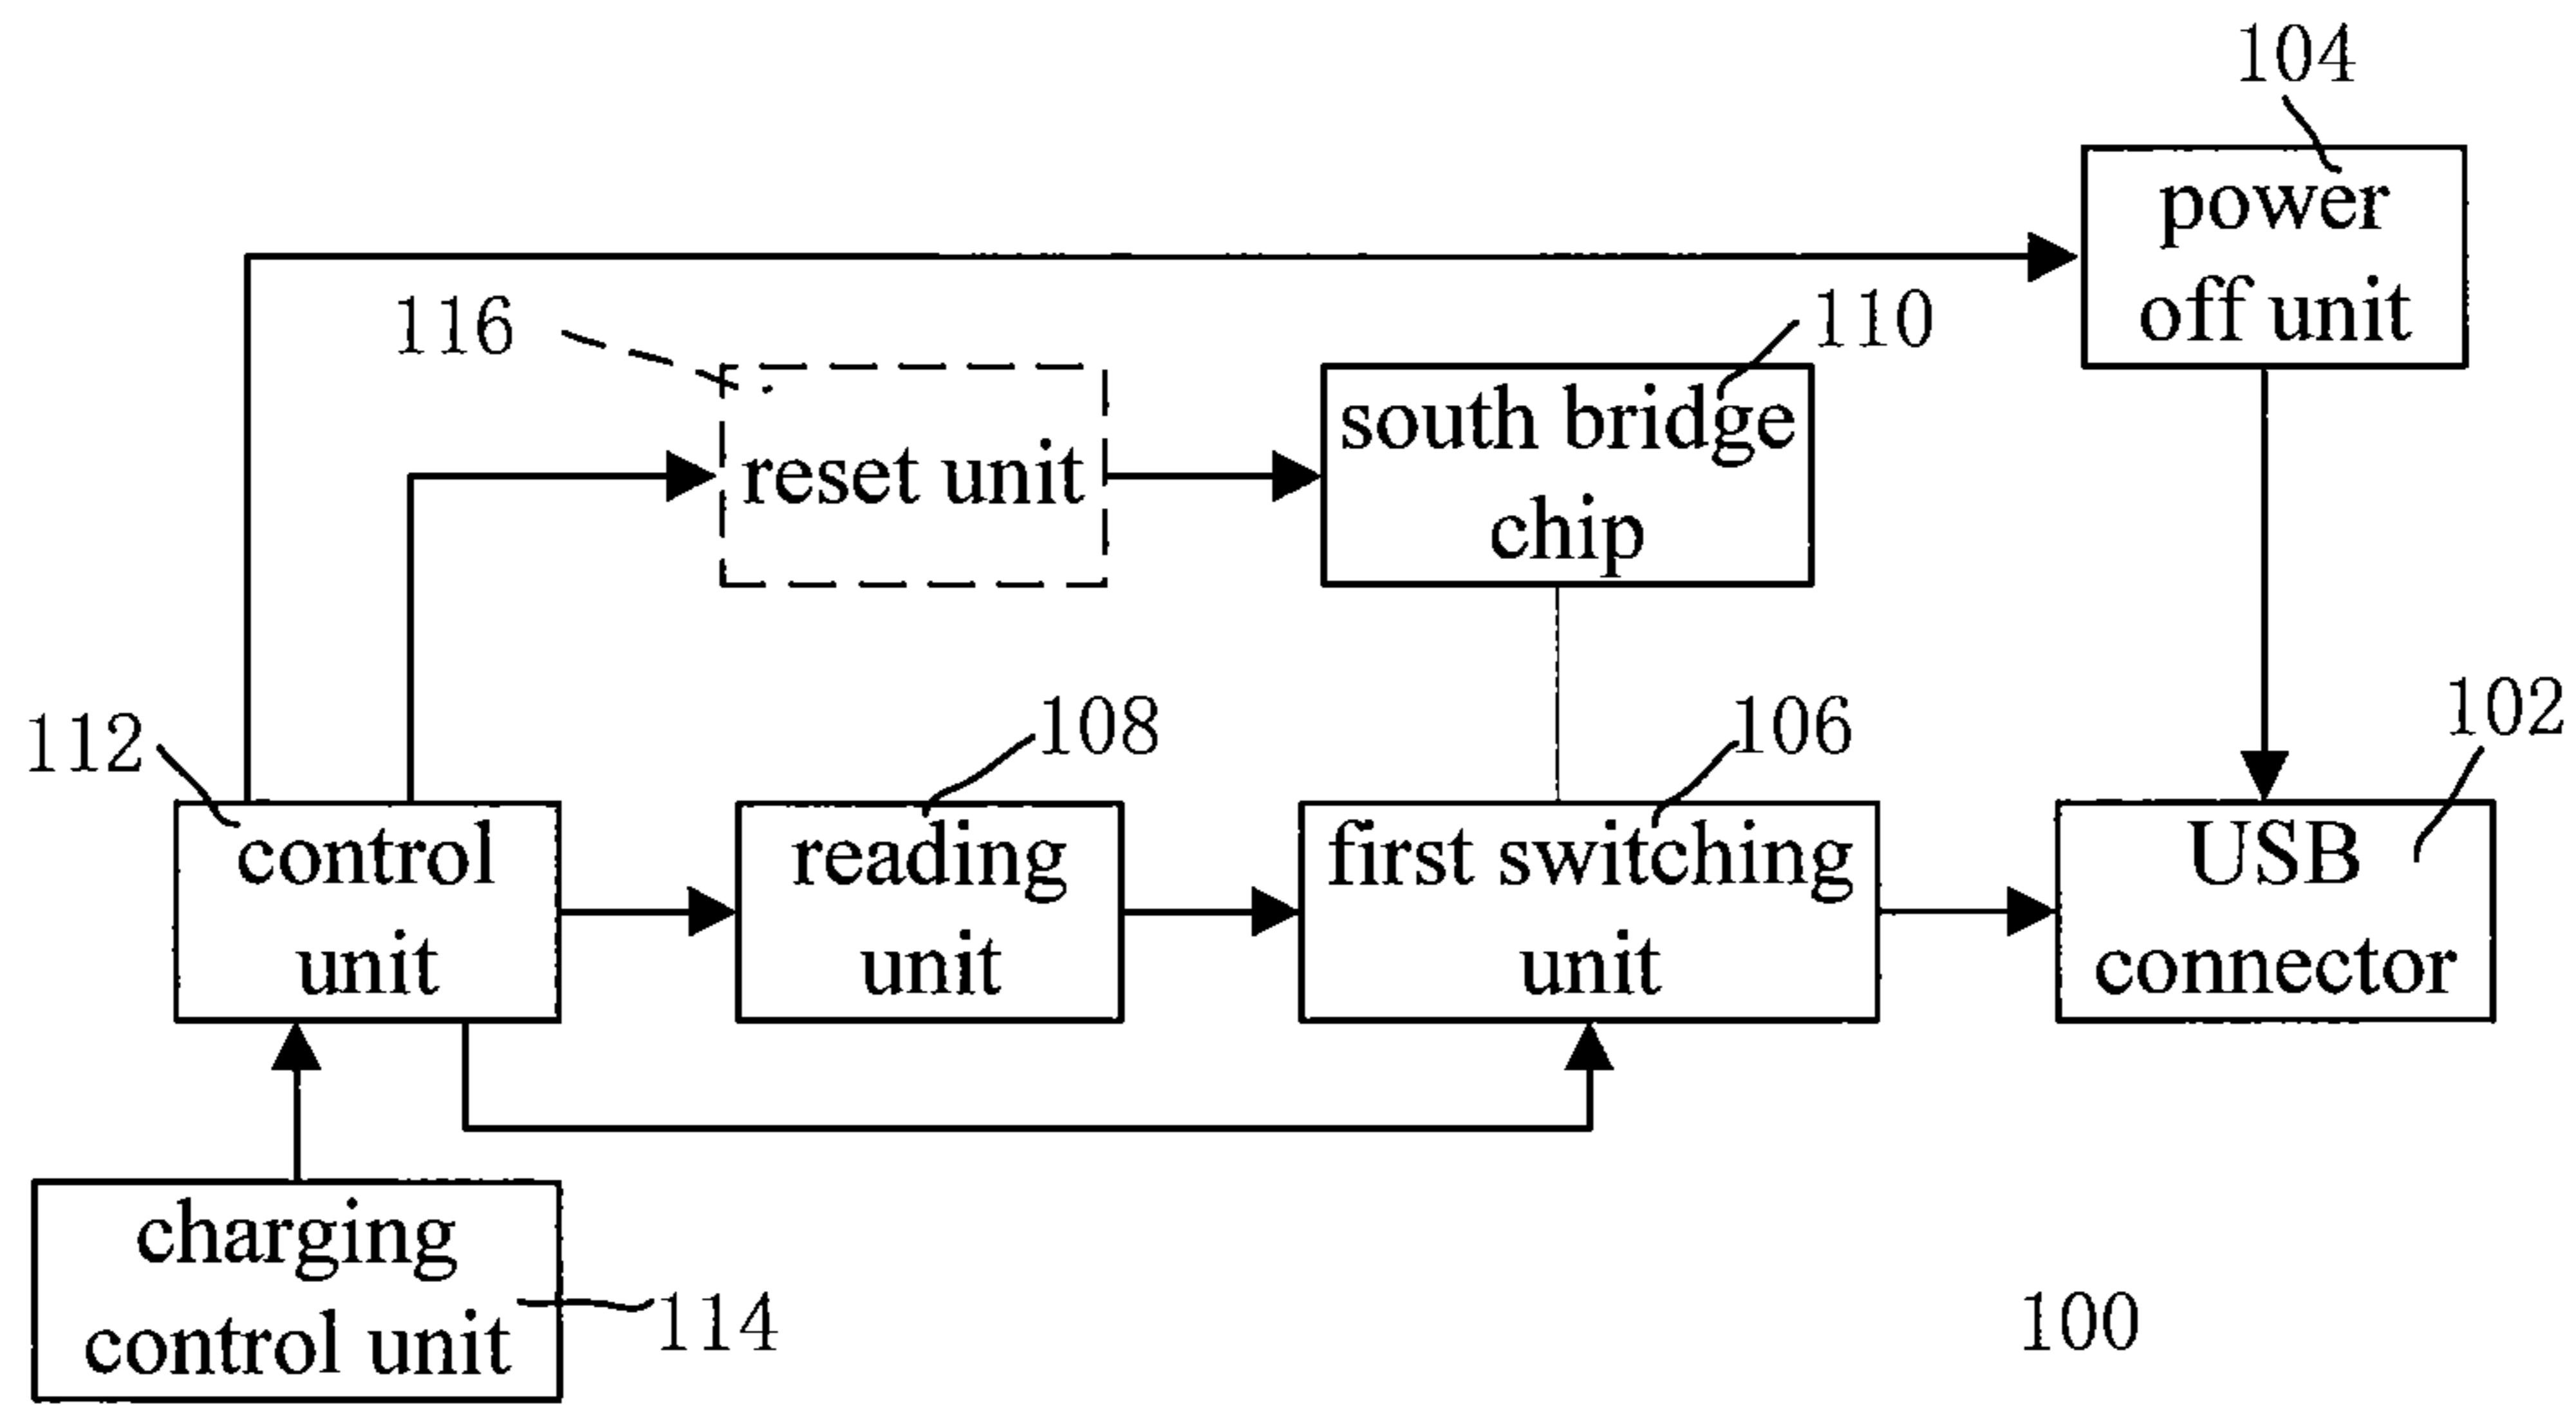 104
power
off unit
116
110
reset unit
south bridge
chip
112
108
106
102
control
unit
reading
unit
first switching
unit
USB
connector
charging
control unit
114
100